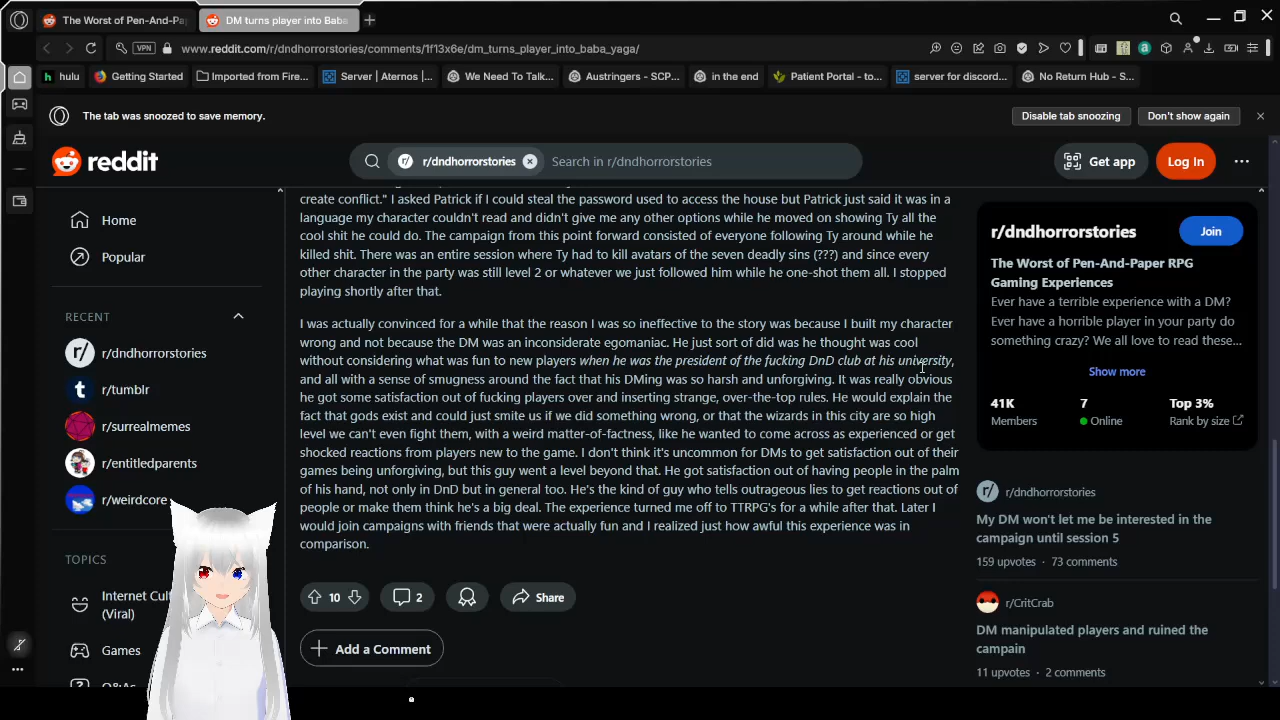 The Worst of Pen-And-Pa
DM turns player into Baba
VPN
www.reddit.com/r/dndhorrorstories/comments/1f13x6e/dm_turns_player_into_baba_yaga/
hulu
Getting Started
Imported from Fire...
Server | Aternos |...
We Need To Talk...
Austringers - SCP...
in the end
Patient Portal - to...
server for discord...
No Return Hub - S...
The tab was snoozed to save memory.
Disable tab snoozing
Don't show again
reddit
r/dndhorrorstories
Search in r/dndhorrorstories
Get app
Log In
Home
Popular
RECENT
r/dndhorrorstories
r/tumblr
r/surrealmemes
r/entitledparents
r/weirdcore
TOPICS
Internet Cul
(Viral)
Games
create conflict." I asked Patrick if I could steal the password used to access the house but Patrick just said it was in a
language my character couldn't read and didn't give me any other options while he moved on showing Ty all the
cool shit he could do. The campaign from this point forward consisted of everyone following Ty around while he
killed shit. There was an entire session where Ty had to kill avatars of the seven deadly sins (???) and since every
other character in the party was still level 2 or whatever we just followed him while he one-shot them all. I stopped
playing shortly after that.
I was actually convinced for a while that the reason I was so ineffective to the story was because I built my character
wrong and not because the DM was an inconsiderate egomaniac. He just sort of did was he thought was cool
without considering what was fun to new players when he was the president of the fucking DnD club at his university,
and all with a sense of smugness around the fact that his DMing was so harsh and unforgiving. It was really obvious
he got some satisfaction out of fucking players over and inserting strange, over-the-top rules. He would explain the
fact that gods exist and could just smite us if we did something wrong, or that the wizards in this city are so high
level we can't even fight them, with a weird matter-of-factness, like he wanted to come across as experienced or get
shocked reactions from players new to the game. I don't think it's uncommon for DMs to get satisfaction out of their
games being unforgiving, but this guy went a level beyond that. He got satisfaction out of having people in the palm
of his hand, not only in DnD but in general too. He's the kind of guy who tells outrageous lies to get reactions out of
people or make them think he's a big deal. The experience turned me off to TTRPG's for a while after that. Later I
would join campaigns with friends that were actually fun and I realized just how awful this experience was in
comparison.
10
2
Share
Add a Comment
r/dndhorrorstories
Join
The Worst of Pen-And-Paper RPG
Gaming Experiences
Ever have a terrible experience with a DM?
Ever have a horrible player in your party do
something crazy? We all love to read these...
Show more
41K
Members
7
Online
Top 3%
Rank by size
r/dndhorrorstories
My DM won't let me be interested in the
campaign until session 5
159 upvotes · 73 comments
r/CritCrab
DM manipulated players and ruined the
campain
11 upvotes · 2 comments